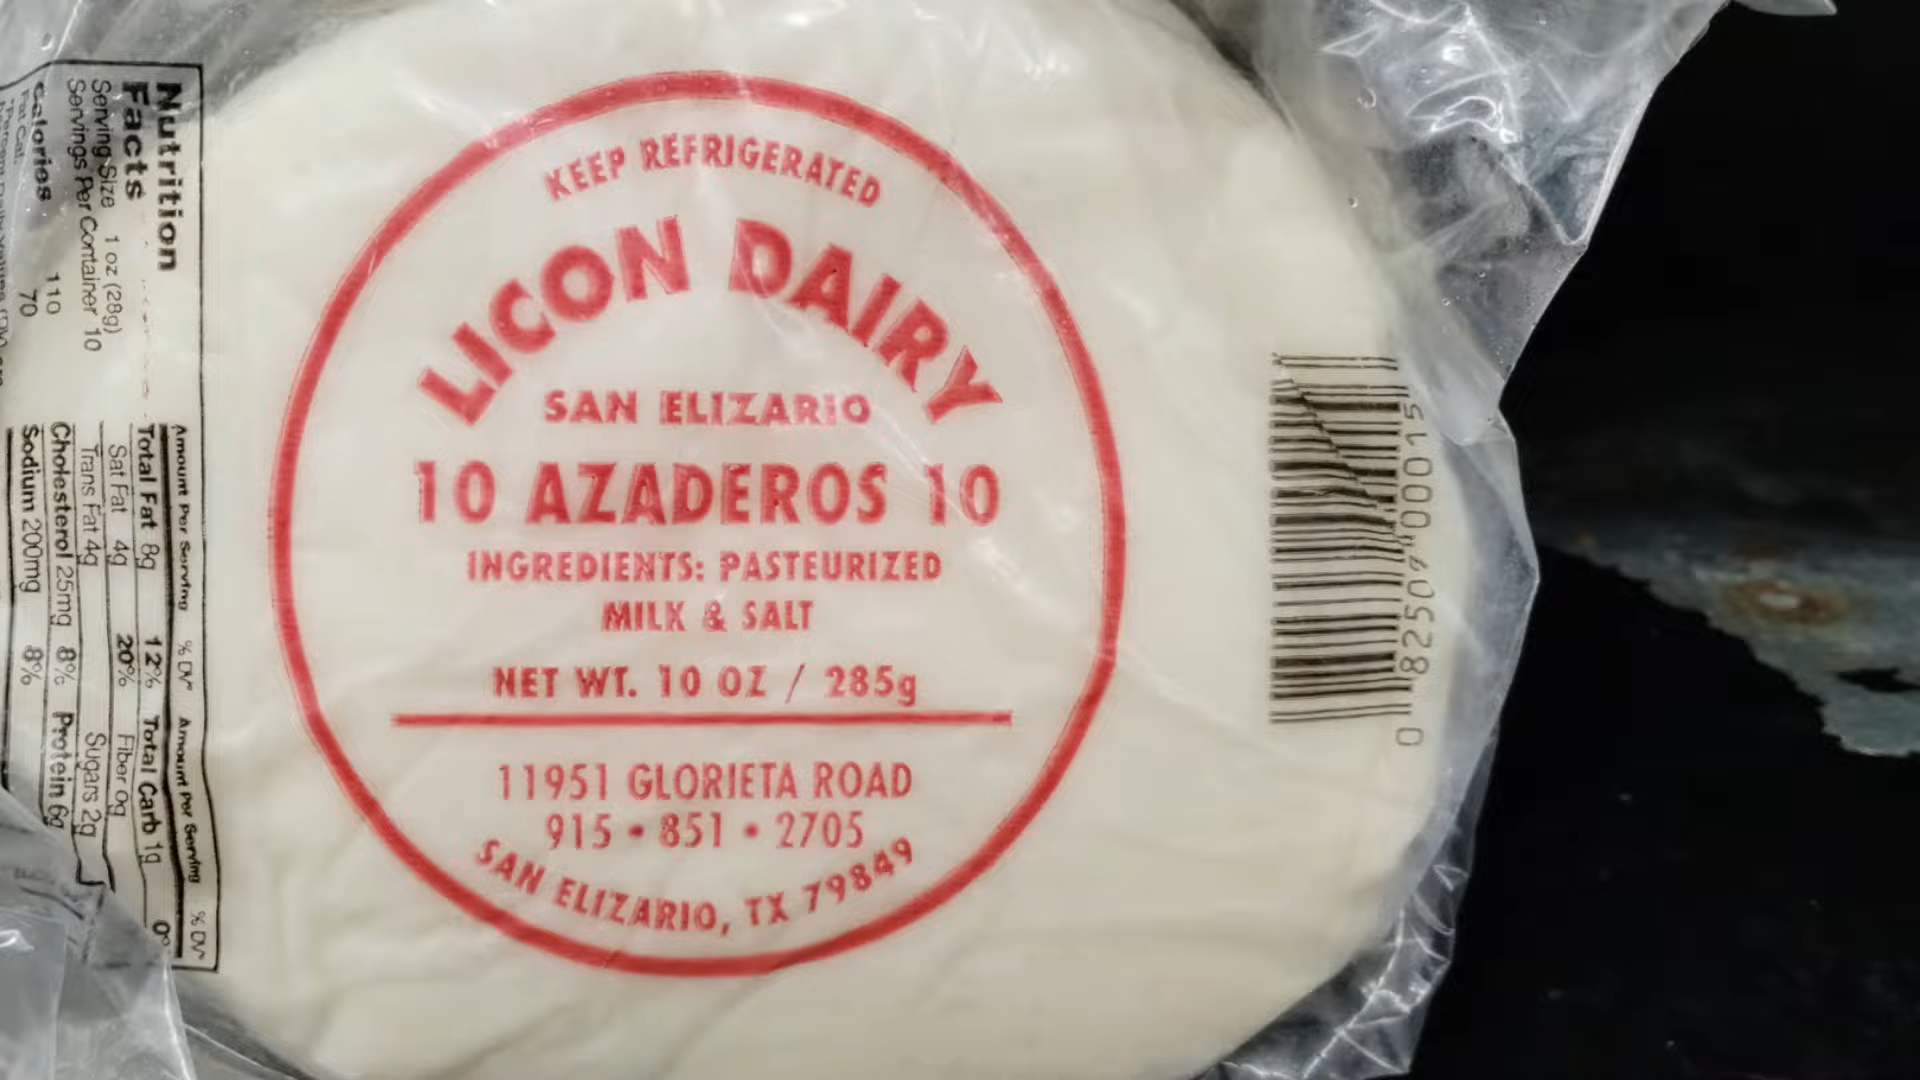 KEEP REFRIGERATED
LICON DAIRY
SAN ELIZARIO
10 AZADEROS 10
INGREDIENTS: PASTEURIZED
MILK & SALT
NET WT. 10 OZ / 285g
11951 GLORIETA ROAD
915 • 851 • 2705
SAN ELIZARIO, TX 79849
Nutrition
Facts
Serving Size 1 oz (28g)
Servings Per Container 10
Calories 110
Fat Cal. 70
Amount Per Serving % DV* Amount Per Serving % DV*
Total Fat 8g 12% Total Carb 1g
Sat Fat 4g 20% Fiber 0g
Trans Fat 4g Sugars 2g
Cholesterol 25mg 8% Protein 6g
Sodium 200mg 8%